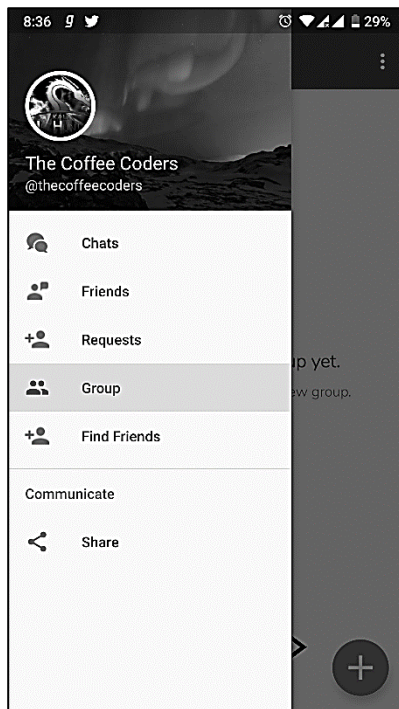 8:36 g 29%
The Coffee Coders
@thecoffeecoders
Chats
Friends
Requests
Group
up yet.
ew group.
Find Friends
Communicate
Share